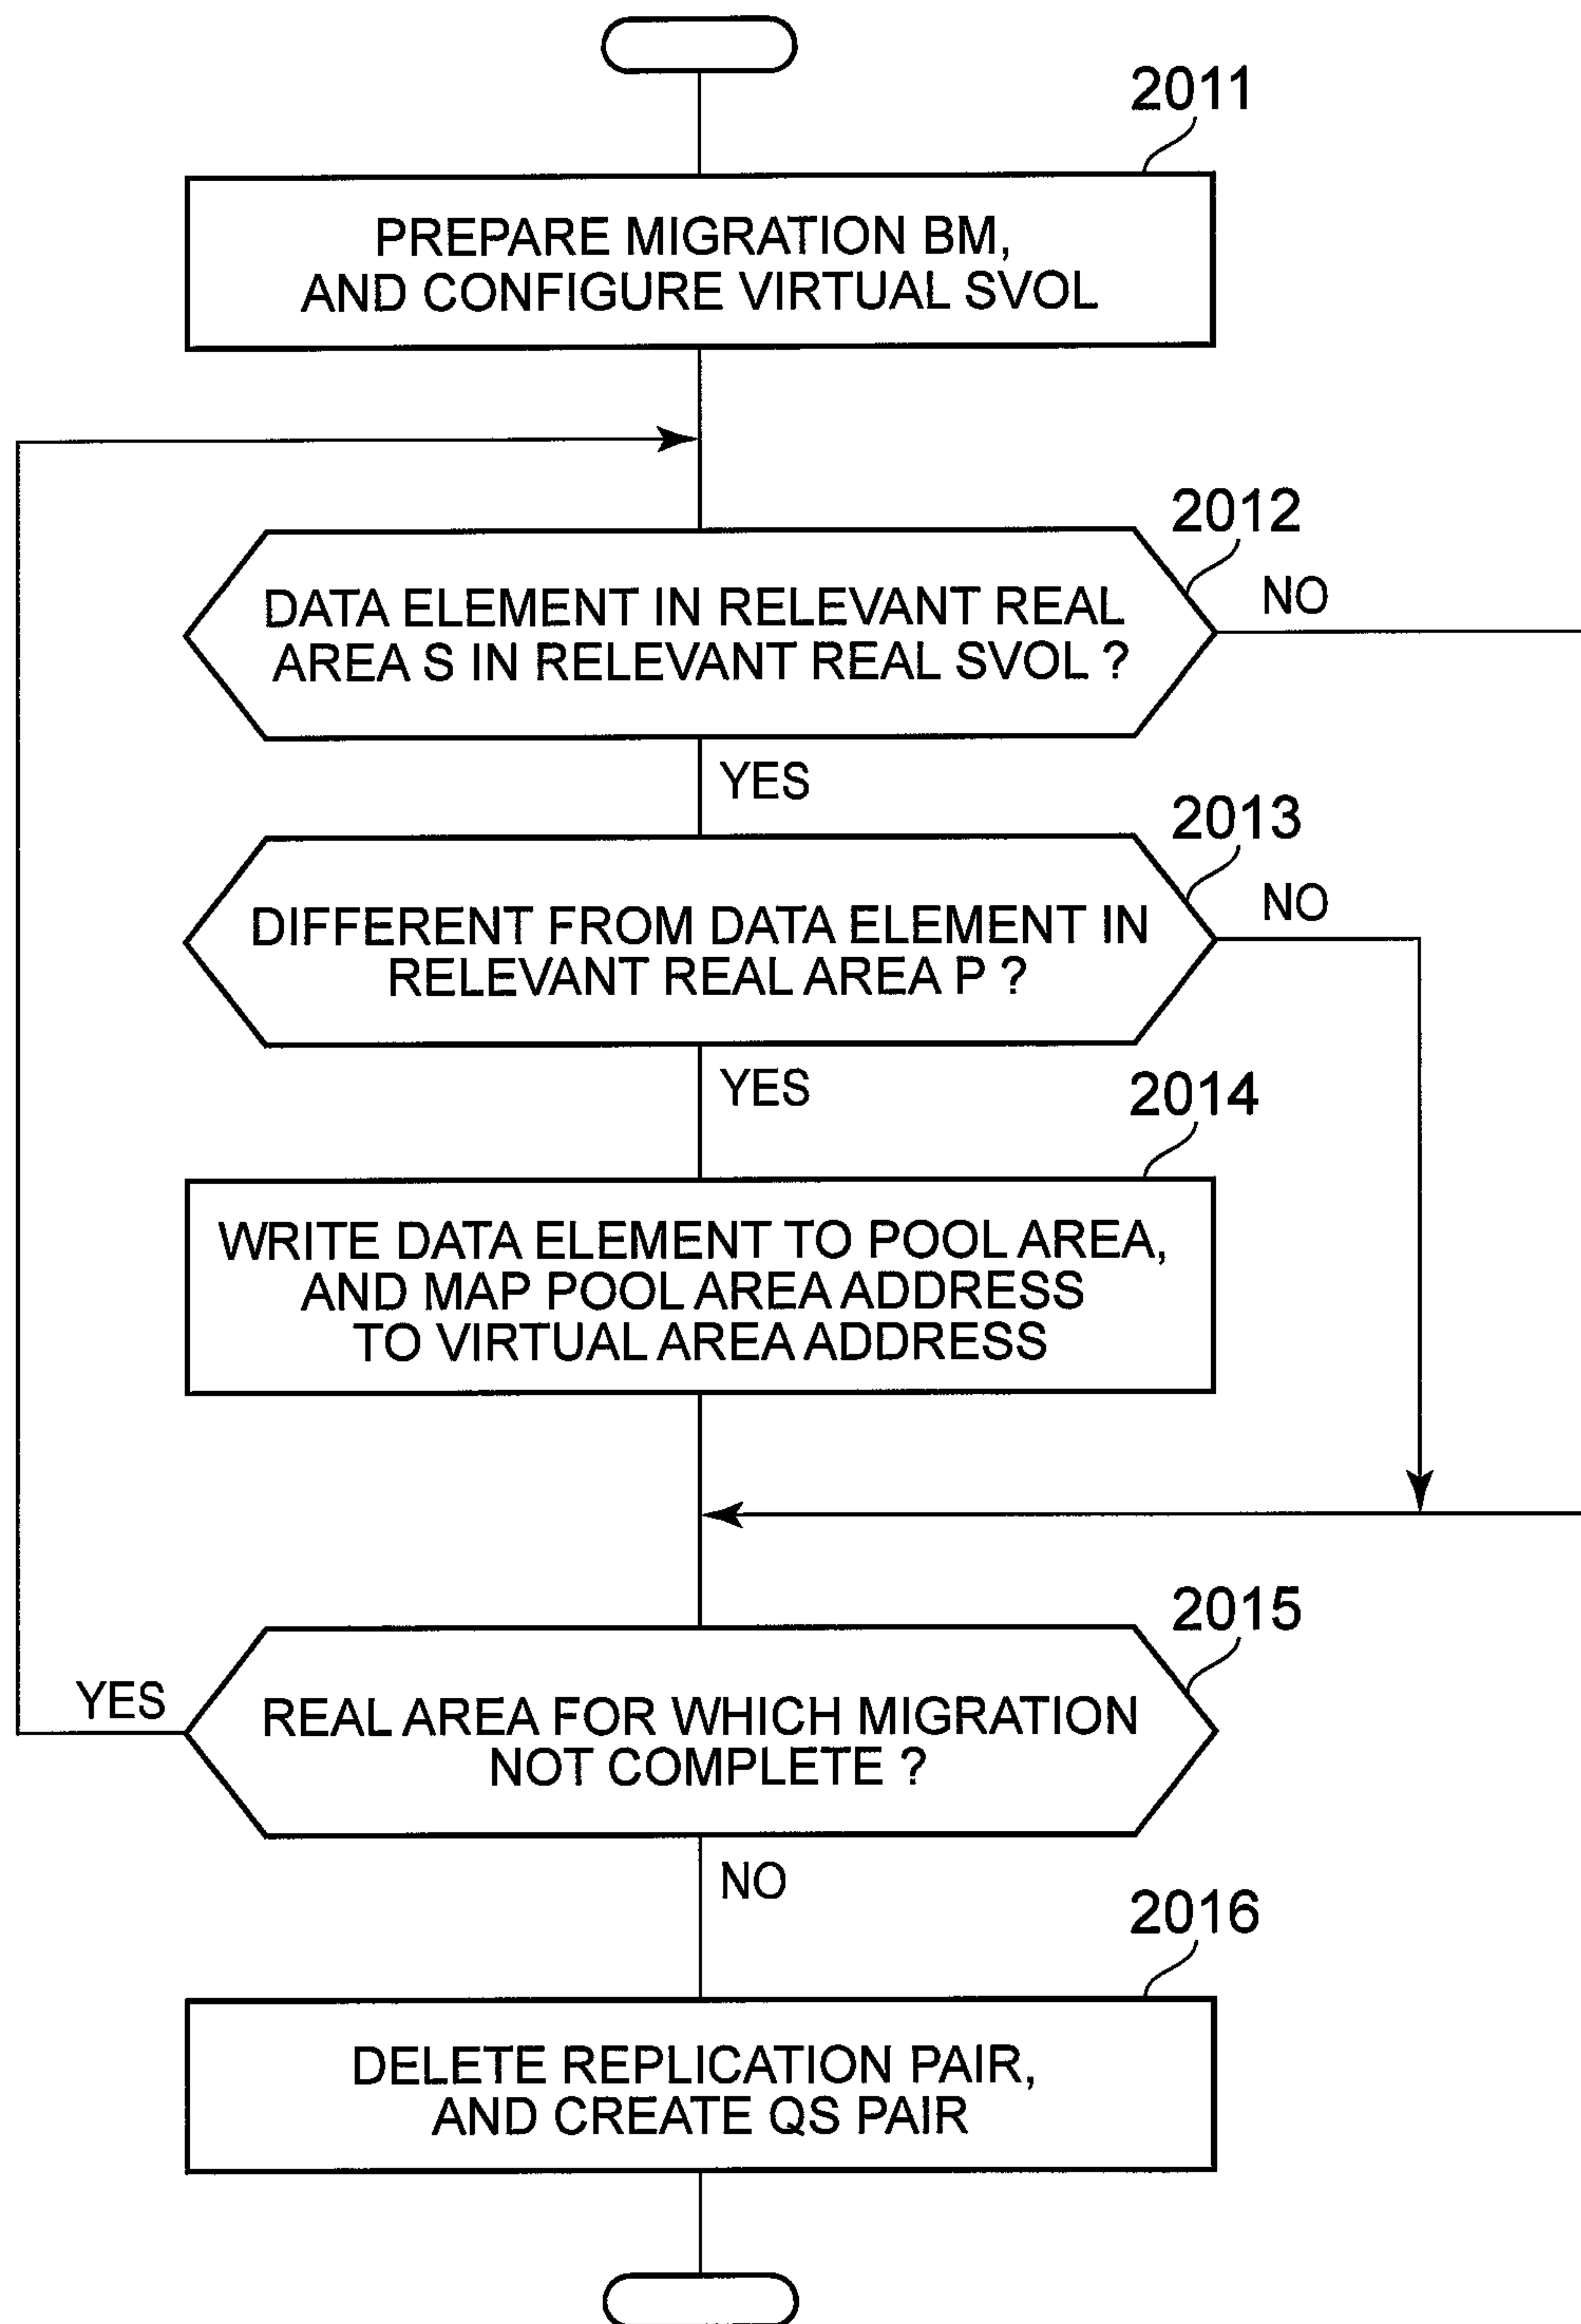 2011
PREPARE MIGRATION BM,
AND CONFIGURE VIRTUAL SVOL
2012
NO
DATA ELEMENT IN RELEVANT REAL
AREA S IN RELEVANT REAL SVOL ?
YES
2013
NO
DIFFERENT FROM DATA ELEMENT IN
RELEVANT REAL AREA P ?
YES
2014
WRITE DATA ELEMENT TO POOL AREA,
AND MAP POOL AREA ADDRESS
TO VIRTUAL AREA ADDRESS
2015
YES
REAL AREA FOR WHICH MIGRATION
NOT COMPLETE ?
NO
2016
DELETE REPLICATION PAIR,
AND CREATE QS PAIR